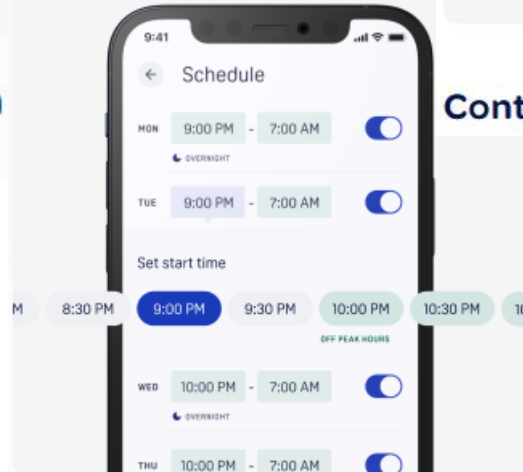 9:41
Schedule
Cont
MON 9:00 PM - 7:00 AM
OVERNIGHT
TUE 9:00 PM - 7:00 AM
Set start time
M 8:30 PM 9:00 PM 9:30 PM 10:00 PM 10:30 PM 10
OFF PEAK HOURS
WED 10:00 PM - 7:00 AM
OVERNIGHT
THU 10:00 PM - 7:00 AM